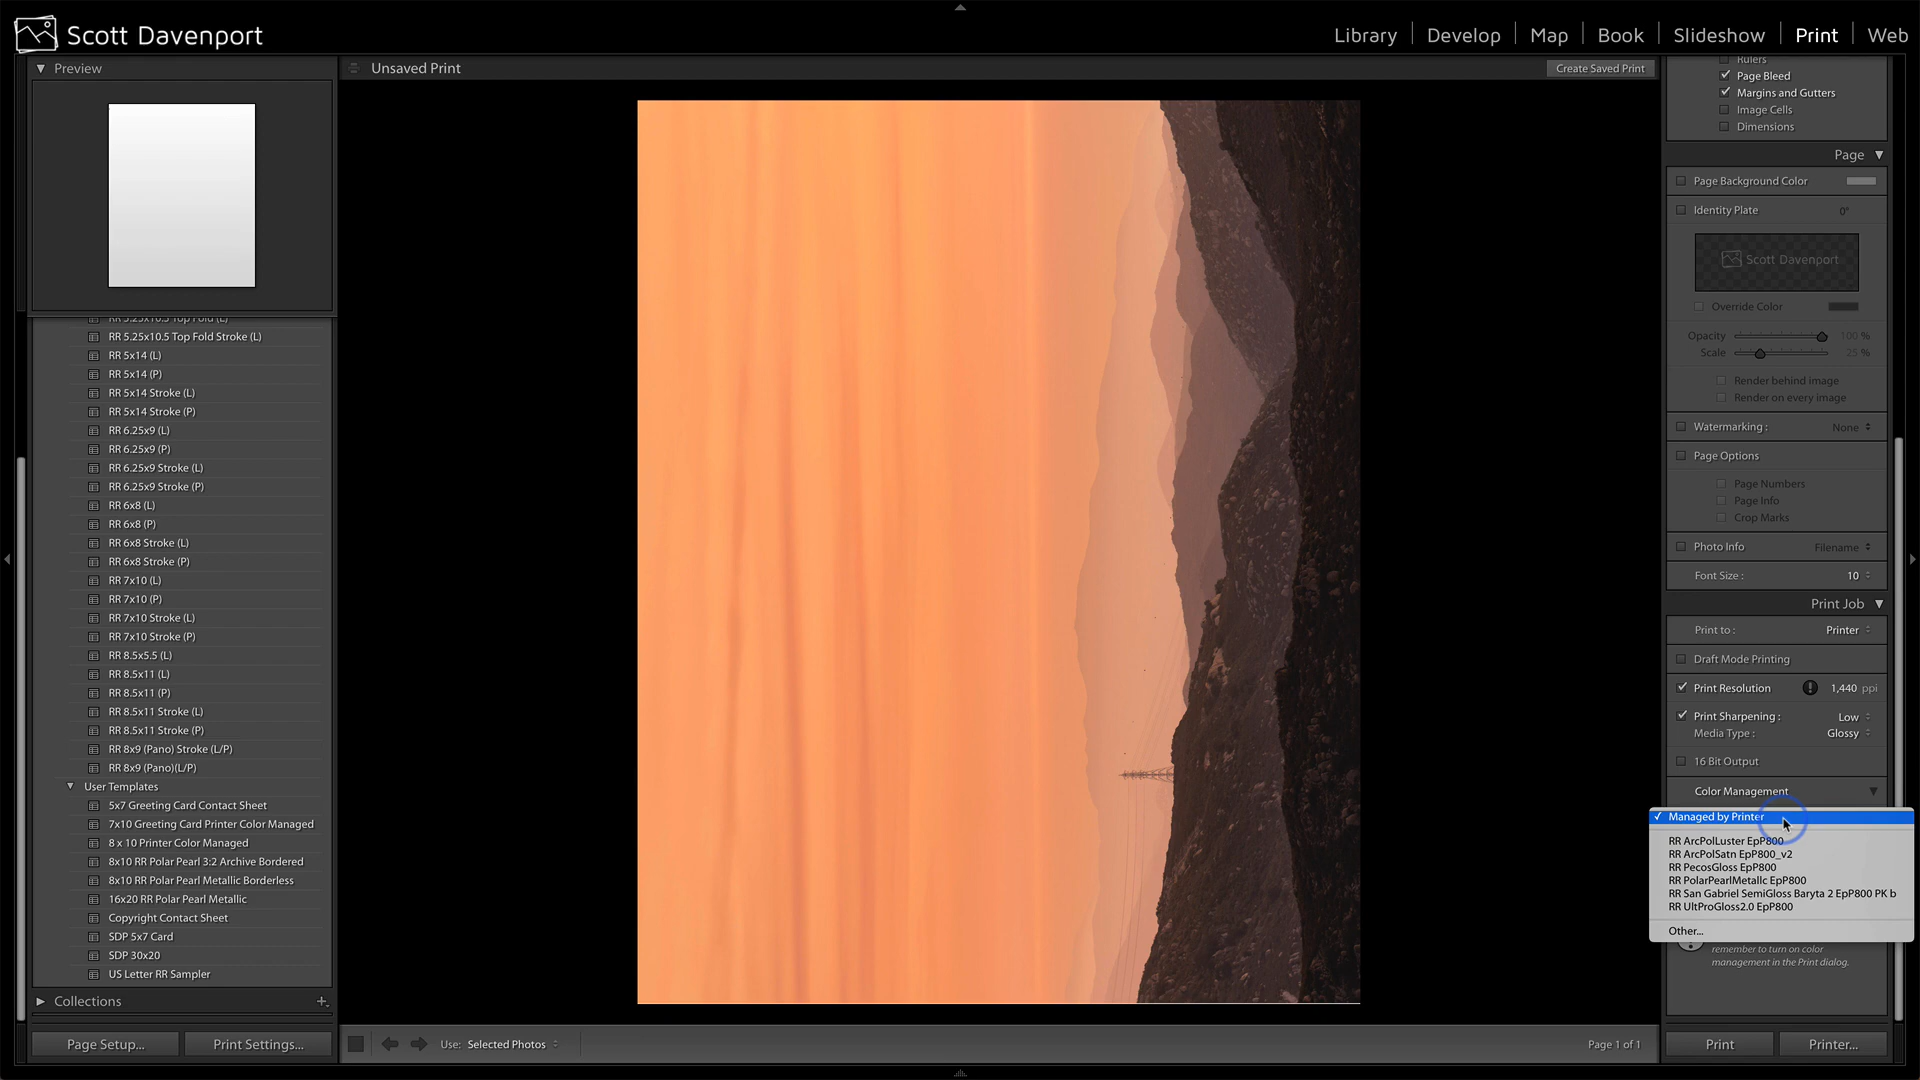 Scott Davenport
Library
Develop
Map
Book
Slideshow
Print
Web
Preview
Unsaved Print
Create Saved Print
RR 5.25x10.5 Top Fold (L)
RR 5.25x10.5 Top Fold Stroke (L)
RR 5x14 (L)
RR 5x14 (P)
RR 5x14 Stroke (L)
RR 5x14 Stroke (P)
RR 6.25x9 (L)
RR 6.25x9 (P)
RR 6.25x9 Stroke (L)
RR 6.25x9 Stroke (P)
RR 6x8 (L)
RR 6x8 (P)
RR 6x8 Stroke (L)
RR 6x8 Stroke (P)
RR 7x10 (L)
RR 7x10 (P)
RR 7x10 Stroke (L)
RR 7x10 Stroke (P)
RR 8.5x5.5 (L)
RR 8.5x11 (L)
RR 8.5x11 (P)
RR 8.5x11 Stroke (L)
RR 8.5x11 Stroke (P)
RR 8x9 (Pano) Stroke (L/P)
RR 8x9 (Pano)(L/P)
User Templates
5x7 Greeting Card Contact Sheet
7x10 Greeting Card Printer Color Managed
8 x 10 Printer Color Managed
8x10 RR Polar Pearl 3:2 Archive Bordered
8x10 RR Polar Pearl Metallic Borderless
16x20 RR Polar Pearl Metallic
Copyright Contact Sheet
SDP 5x7 Card
SDP 30x20
US Letter RR Sampler
Collections
Page Setup...
Print Settings...
Use: Selected Photos
Page 1 of 1
Rulers
Page Bleed
Margins and Gutters
Image Cells
Dimensions
Page
Page Background Color
Identity Plate 0°
Scott Davenport
Override Color
Opacity 100 %
Scale 25 %
Render behind image
Render on every image
Watermarking : None
Page Options
Page Numbers
Page Info
Crop Marks
Photo Info Filename
Font Size : 10
Print Job
Print to : Printer
Draft Mode Printing
Print Resolution 1,440 ppi
Print Sharpening : Low
Media Type : Glossy
16 Bit Output
Color Management
Managed by Printer
RR ArcPolLuster EpP800
RR ArcPolSatn EpP800_v2
RR PecosGloss EpP800
RR PolarPearlMetallc EpP800
RR San Gabriel SemiGloss Baryta 2 EpP800 PK b
RR UltProGloss2.0 EpP800
Other...
remember to turn on color
management in the Print dialog.
Print
Printer...